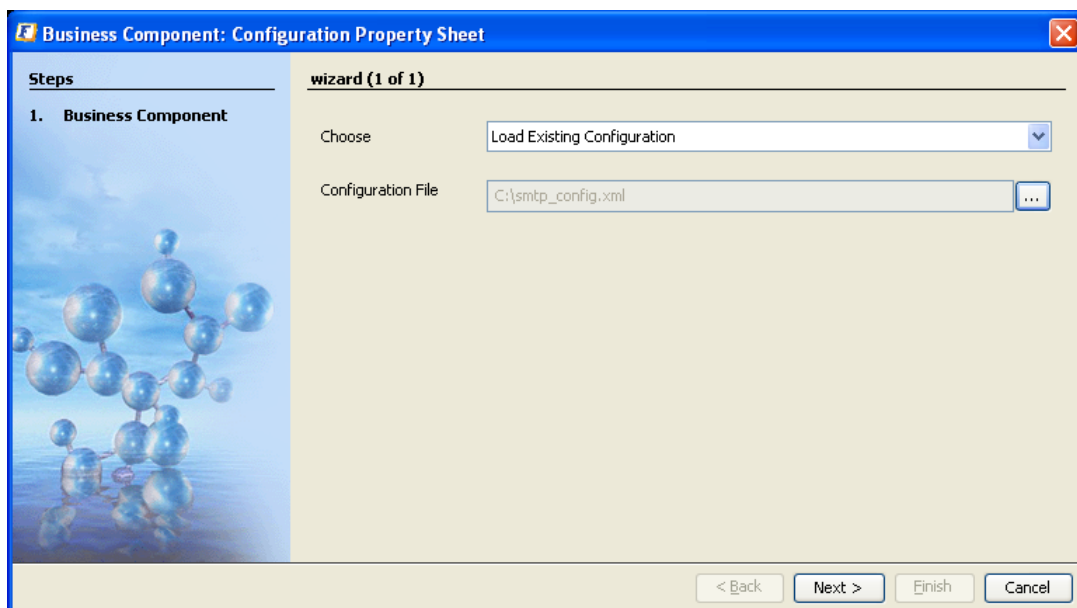 Business Component: Configuration Property Sheet
Steps
1. Business Component
wizard (1 of 1)
Choose
Load Existing Configuration
Configuration File
C:\smtp_config.xml
...
< Back
Next >
Finish
Cancel